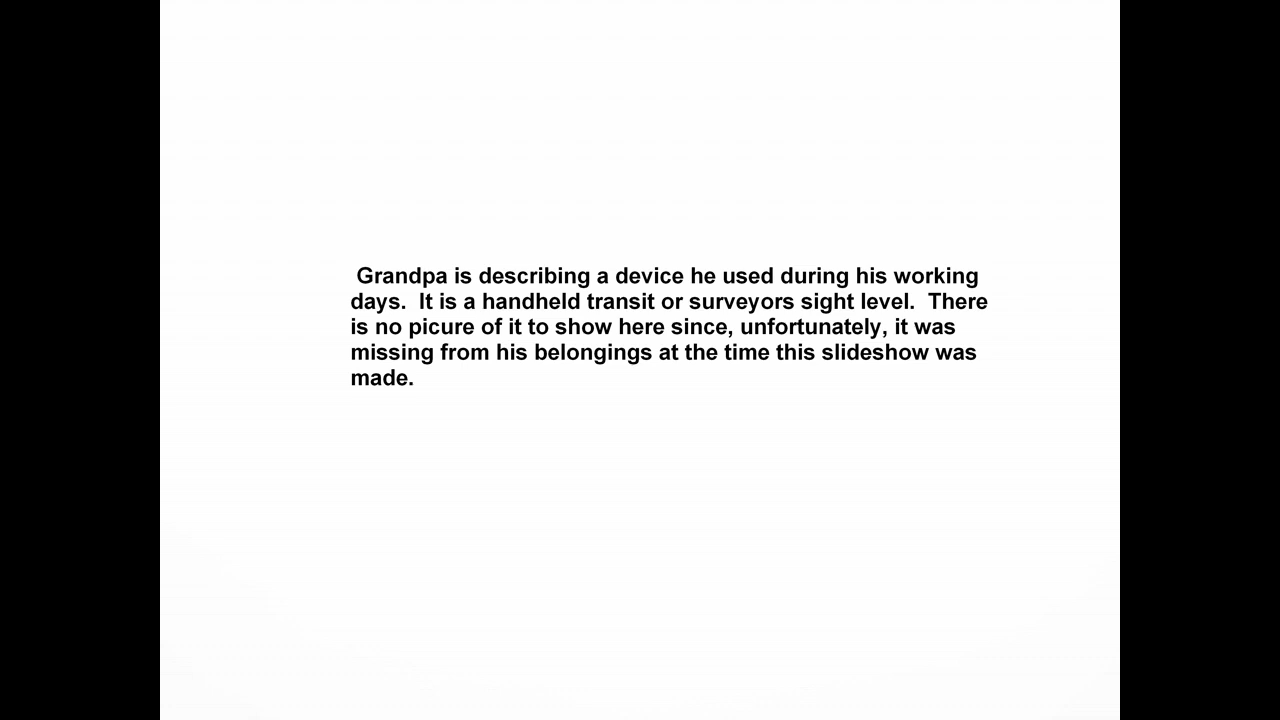 Grandpa is describing a device he used during his working
days.  It is a handheld transit or surveyors sight level.  There
is no picure of it to show here since, unfortunately, it was
missing from his belongings at the time this slideshow was
made.